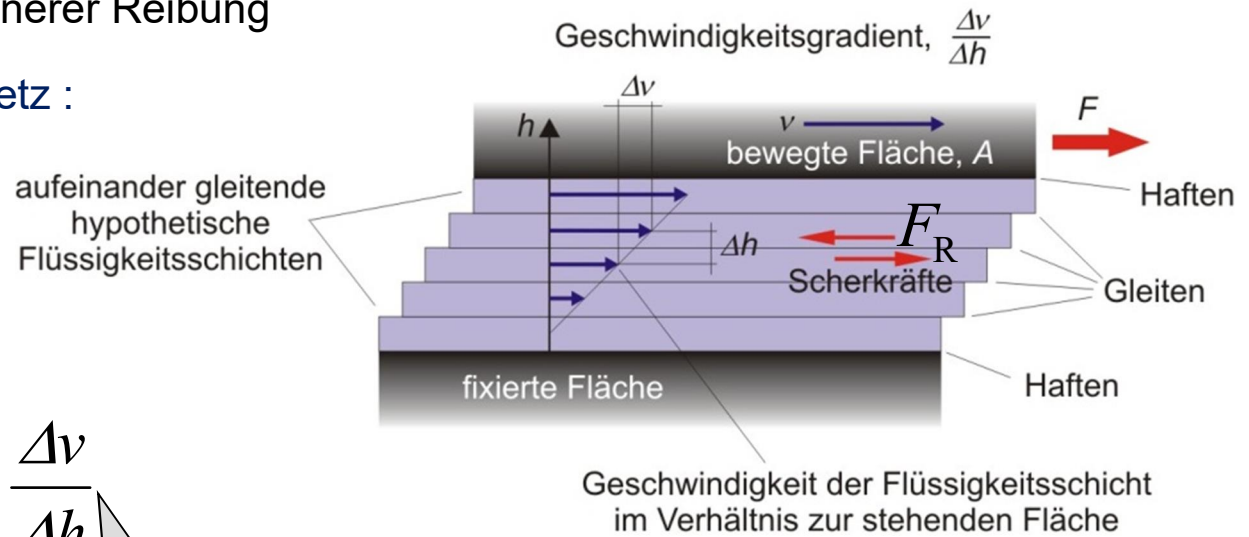 nerer Reibung
etz :
Geschwindigkeitsgradient, Δv/Δh
Δv
h
v
F
bewegte Fläche, A
aufeinander gleitende
hypothetische
Flüssigkeitsschichten
Haften
F_R
Δh
Scherkräfte
Gleiten
fixierte Fläche
Haften
Δv
Δh
Geschwindigkeit der Flüssigkeitsschicht
im Verhältnis zur stehenden Fläche